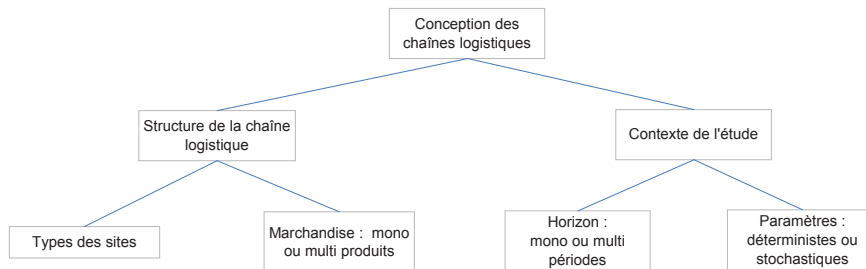 Conception des
chaînes logistiques
Structure de la chaîne
logistique
Contexte de l'étude
Types des sites
Marchandise :  mono
ou multi produits
Horizon :
mono ou multi
périodes
Paramètres :
déterministes ou
stochastiques